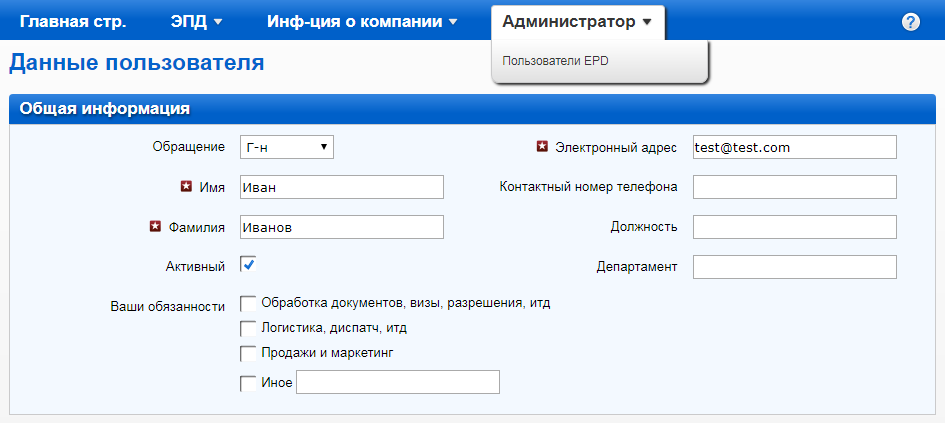 Главная стр. ЭПД Инф-ция о компании Администратор ?
Пользователи EPD
Данные пользователя
Общая информация
Обращение Г-н Электронный адрес test@test.com
Имя Иван Контактный номер телефона
Фамилия Иванов Должность
Активный Департамент
Ваши обязанности Обработка документов, визы, разрешения, итд
Логистика, диспатч, итд
Продажи и маркетинг
Иное